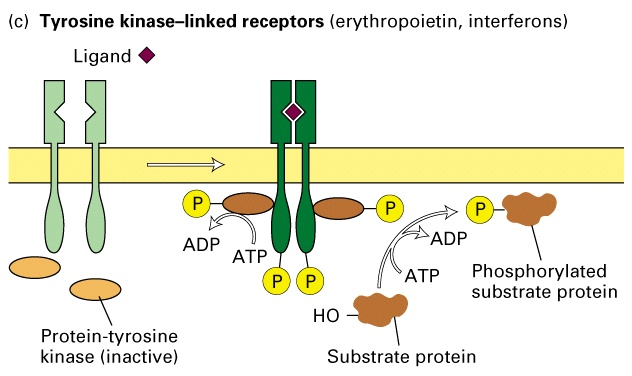 (c) Tyrosine kinase–linked receptors (erythropoietin, interferons)
Ligand
P
P
ADP
ATP
P
P
P
ADP
ATP
HO
Phosphorylated
substrate protein
Protein-tyrosine
kinase (inactive)
Substrate protein